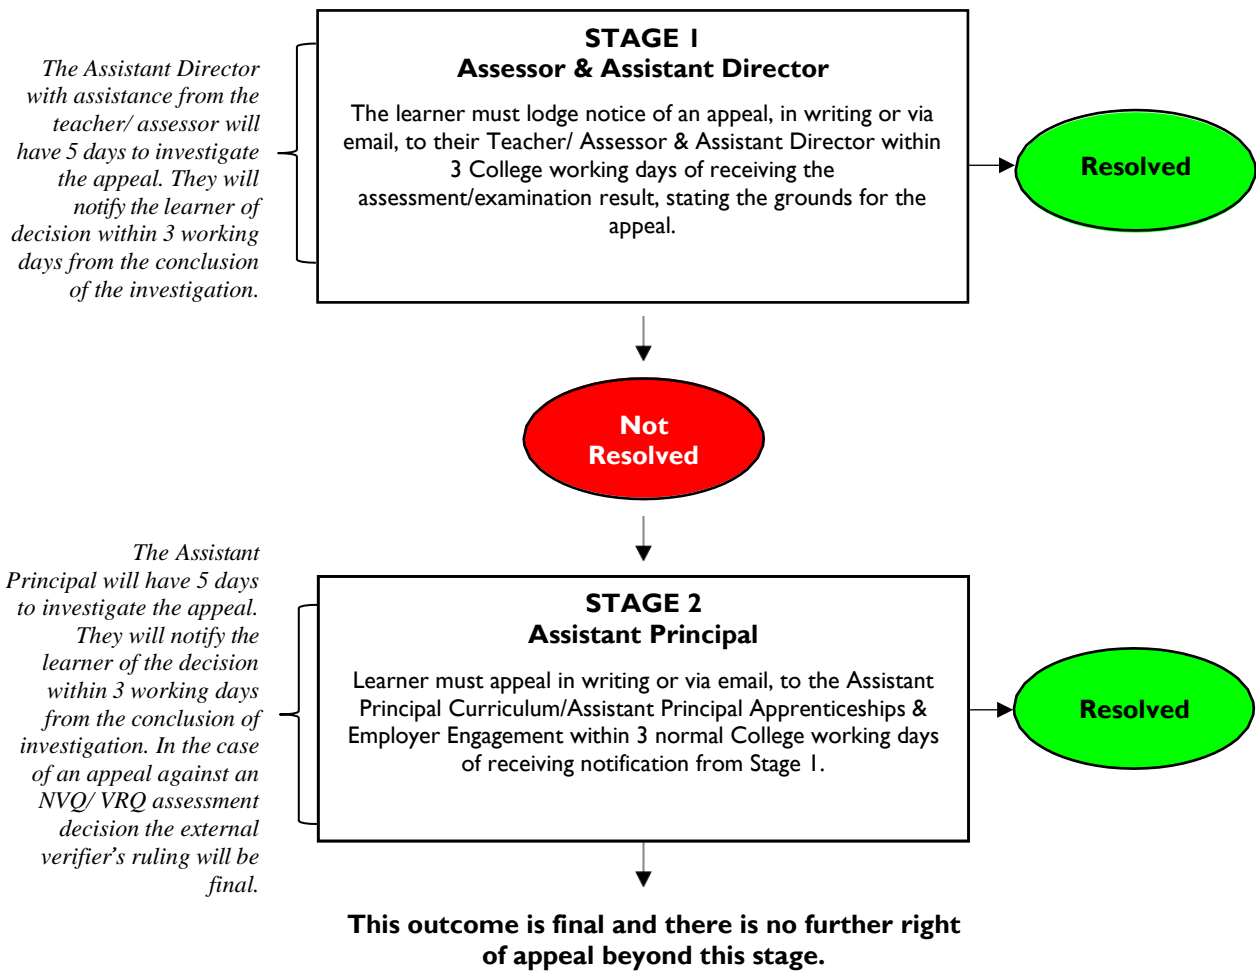 The Assistant Director
with assistance from the
teacher/ assessor will
have 5 days to investigate
the appeal. They will
notify the learner of
decision within 3 working
days from the conclusion
of the investigation.
STAGE 1
Assessor & Assistant Director
The learner must lodge notice of an appeal, in writing or via
email, to their Teacher/ Assessor & Assistant Director within
3 College working days of receiving the
assessment/examination result, stating the grounds for the
appeal.
Resolved
Not
Resolved
The Assistant
Principal will have 5 days
to investigate the appeal.
They will notify the
learner of the decision
within 3 working days
from the conclusion of
investigation. In the case
of an appeal against an
NVQ/ VRQ assessment
decision the external
verifier's ruling will be
final.
STAGE 2
Assistant Principal
Learner must appeal in writing or via email, to the Assistant
Principal Curriculum/Assistant Principal Apprenticeships &
Employer Engagement within 3 normal College working days
of receiving notification from Stage 1.
Resolved
This outcome is final and there is no further right
of appeal beyond this stage.